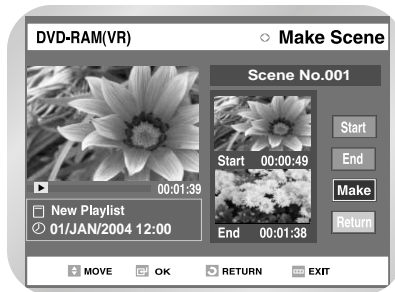 DVD-RAM(VR)
Make Scene
Scene No.001
Start 00:00:49
End 00:01:38
00:01:39
New Playlist
01/JAN/2004 12:00
Start
End
Make
Return
MOVE OK RETURN EXIT